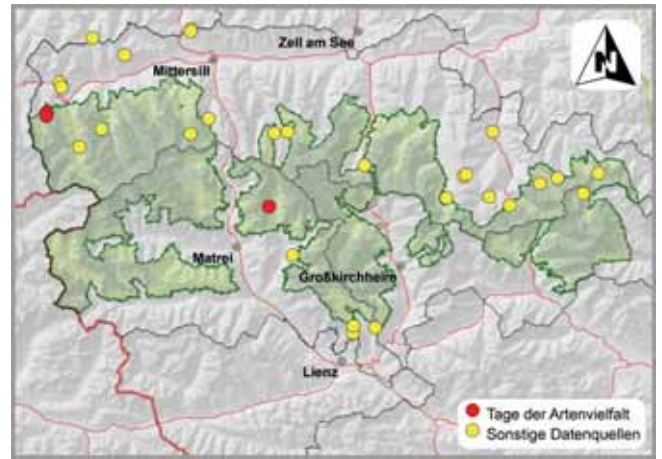 Zell am See
Mittersill
N
Matrei
Großkirchheim
Lienz
Tage der Artenvielfalt
Sonstige Datenquellen